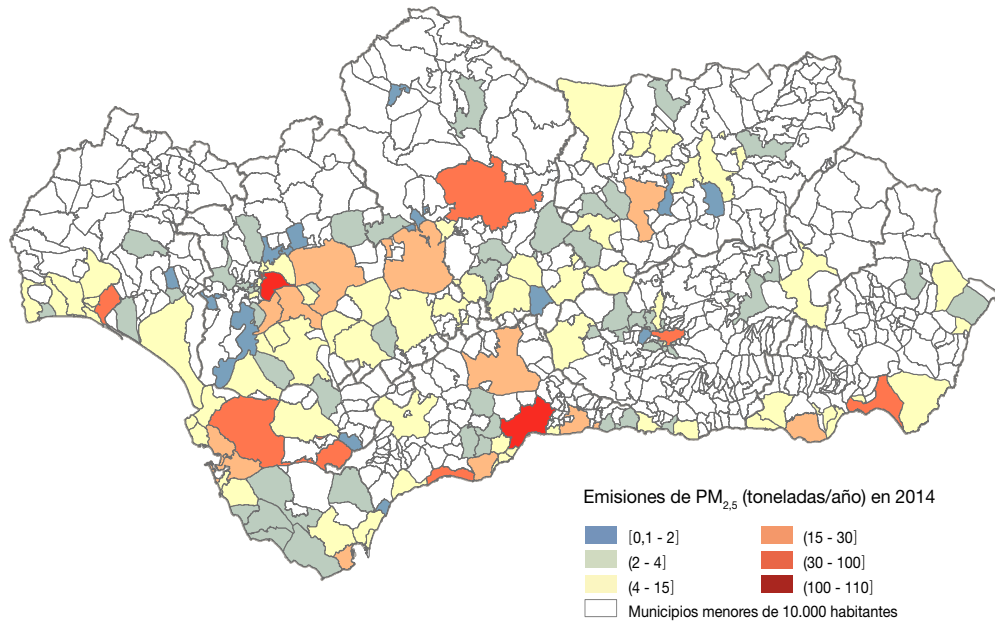 Emisiones de PM2,5 (toneladas/año) en 2014
[0,1 - 2]
(2 - 4]
(4 - 15]
(15 - 30]
(30 - 100]
(100 - 110]
Municipios menores de 10.000 habitantes